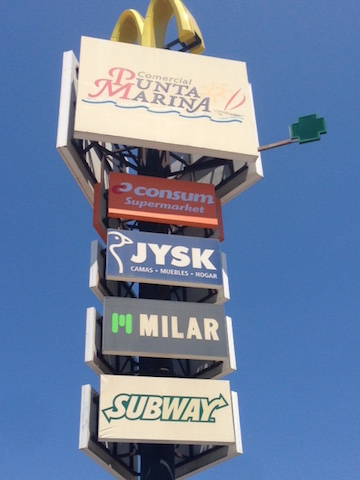 Comercial
PUNTA
MARINA
consum
Supermarket
JYSK
CAMAS • MUEBLES • HOGAR
MILAR
SUBWAY